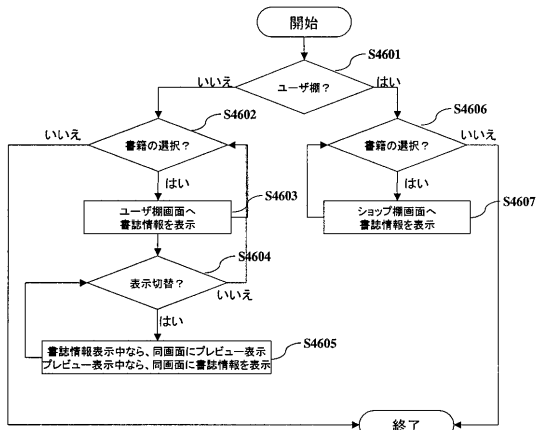 開始
S4601
ユーザ棚？
いいえ
はい
S4602
書籍の選択？
いいえ
はい
S4606
書籍の選択？
いいえ
はい
S4603
ユーザ棚画面へ
書誌情報を表示
S4607
ショップ棚画面へ
書誌情報を表示
S4604
表示切替？
いいえ
はい
S4605
書誌情報表示中なら、同画面にプレビュー表示
プレビュー表示中なら、同画面に書誌情報を表示
終了